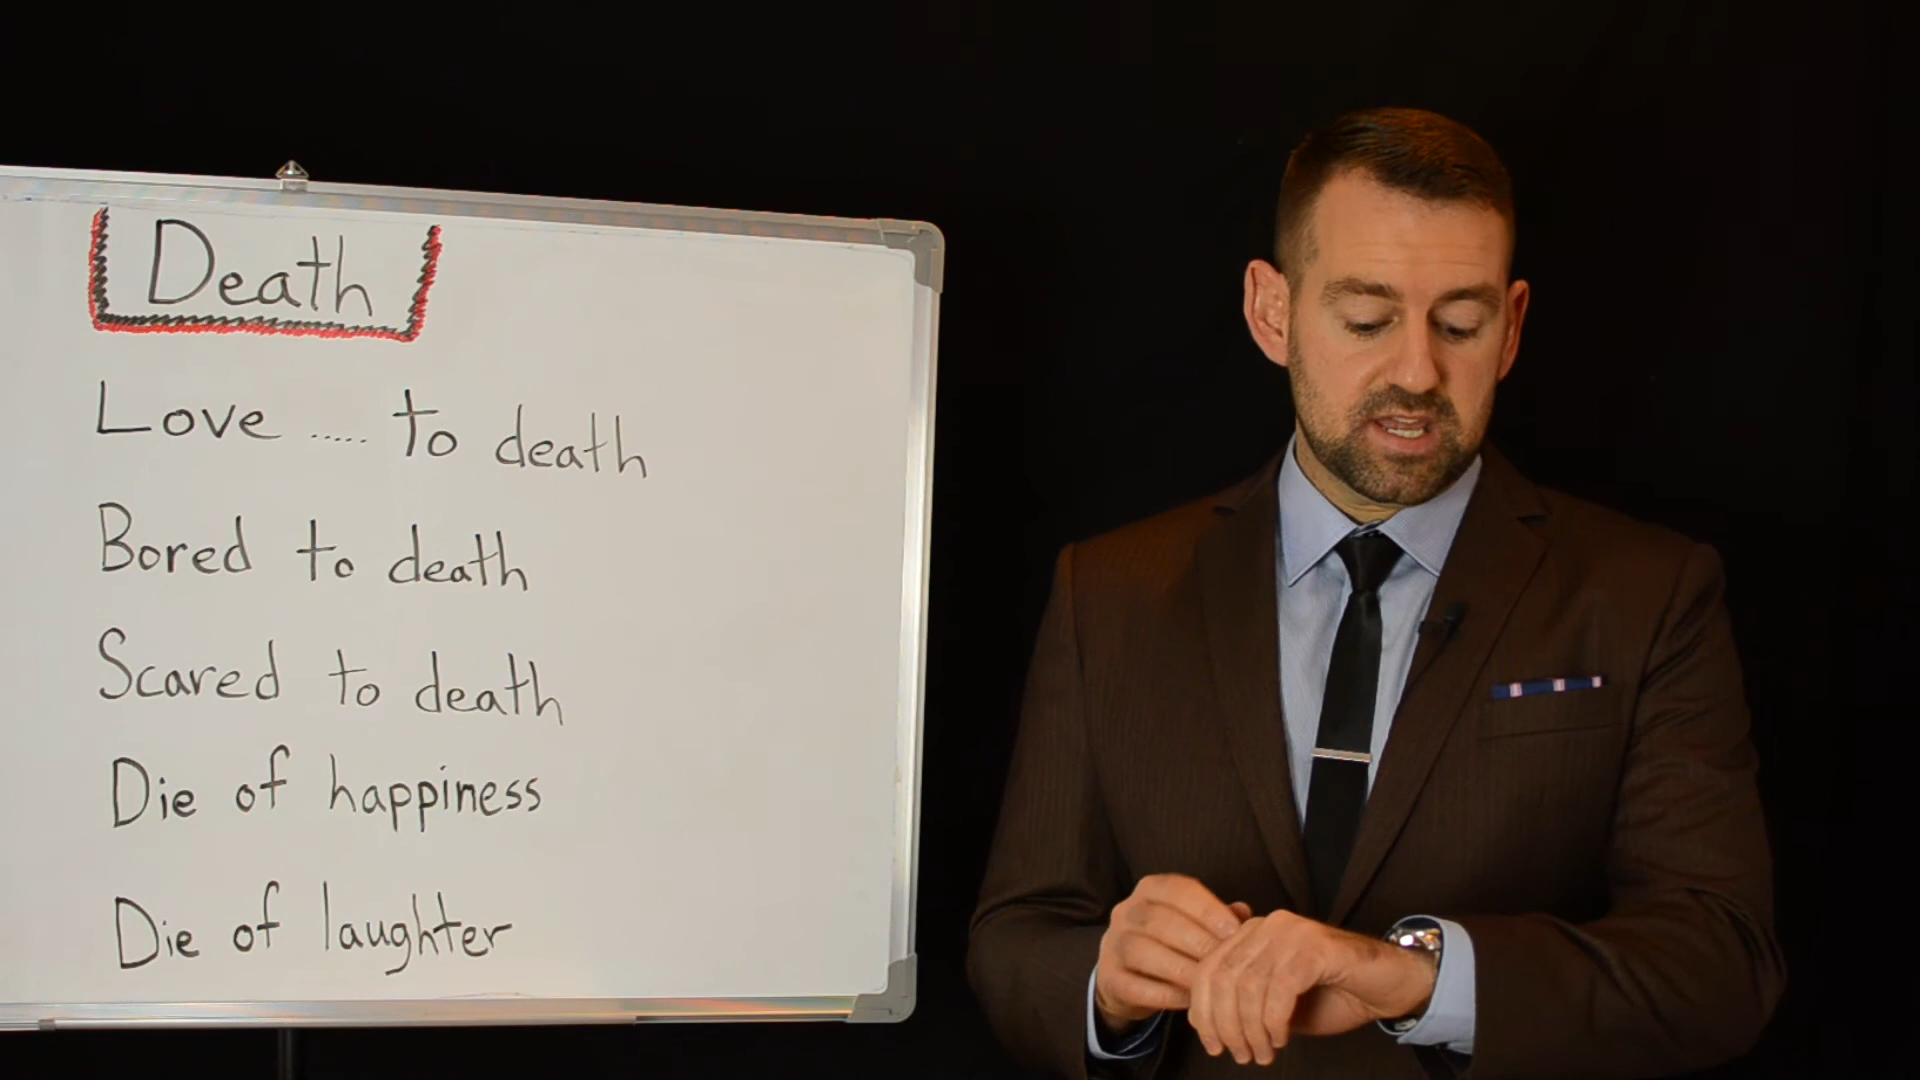 Death
Love ..... to death
Bored to death
Scared to death
Die of happiness
Die of laughter